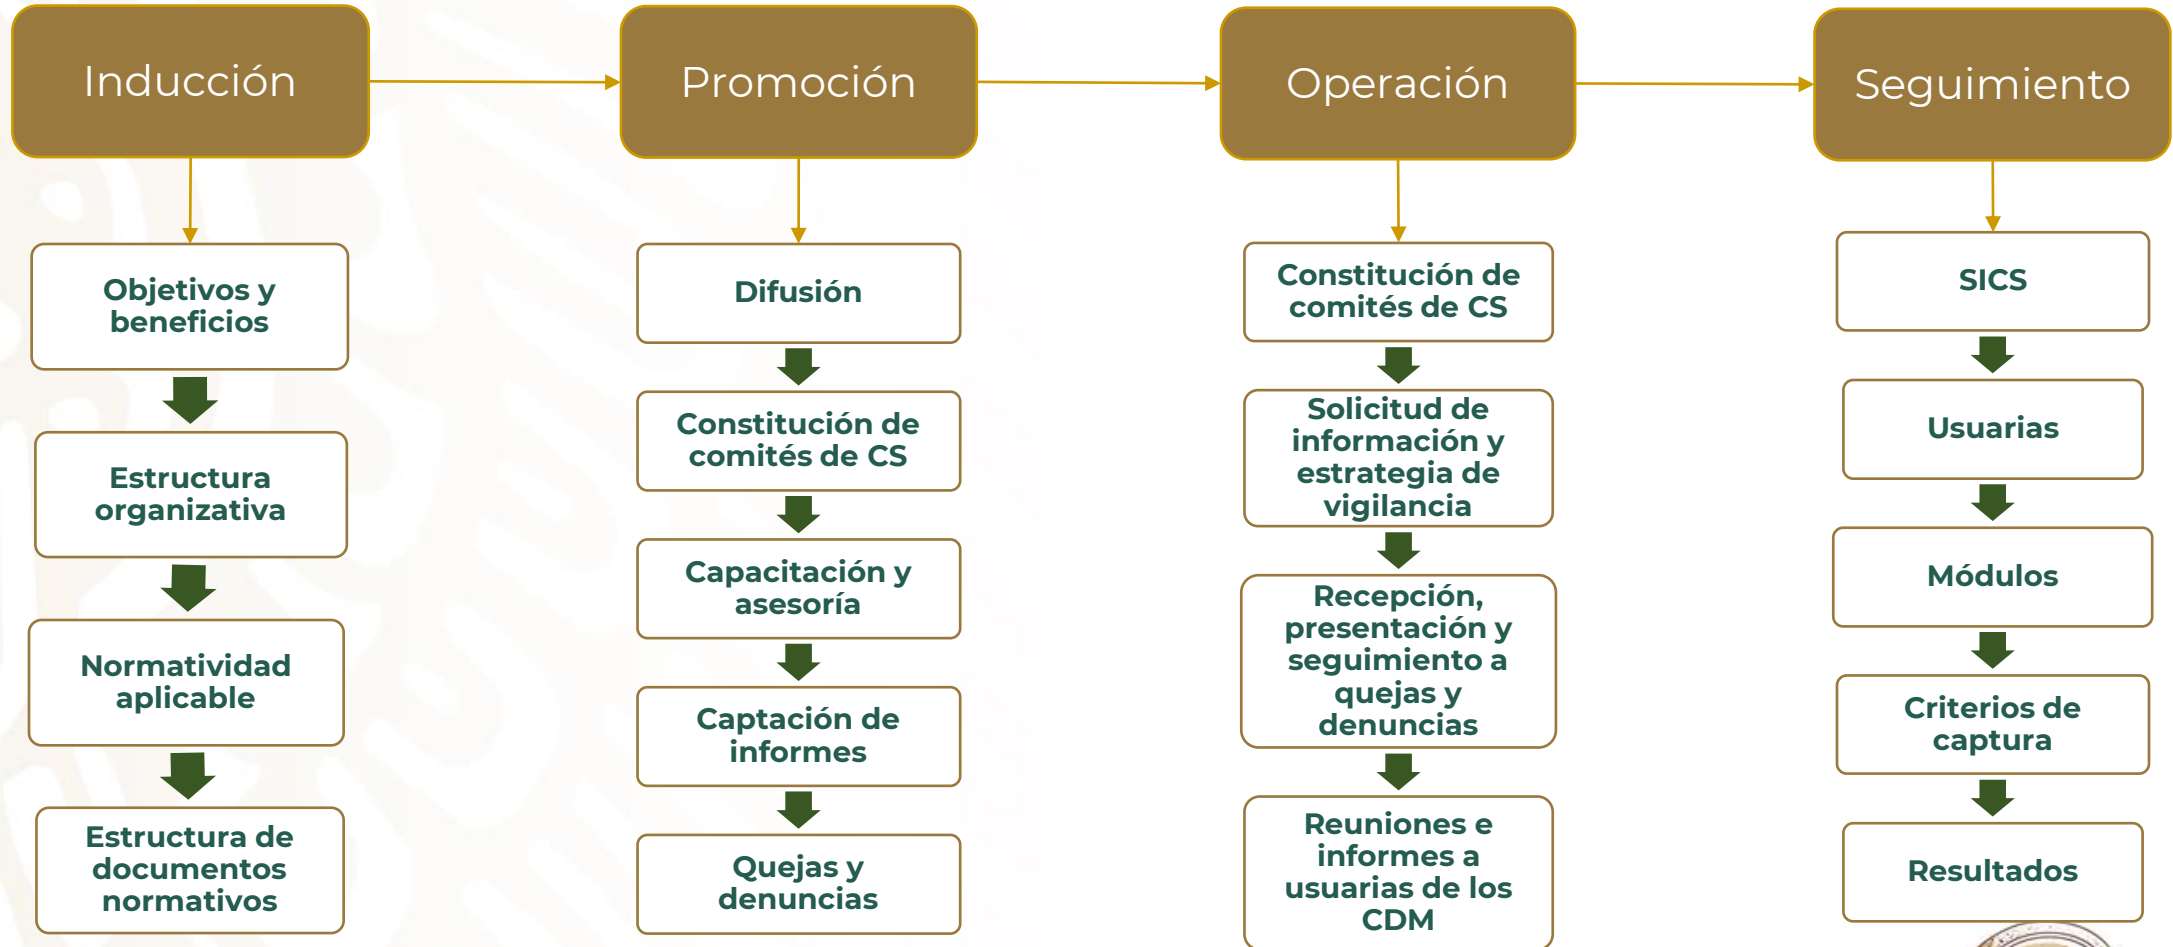 Inducción
Promoción
Operación
Seguimiento
Objetivos y
beneficios
Estructura
organizativa
Normatividad
aplicable
Estructura de
documentos
normativos
Difusión
Constitución de
comités de CS
Capacitación y
asesoría
Captación de
informes
Quejas y
denuncias
Constitución de
comités de CS
Solicitud de
información y
estrategia de
vigilancia
Recepción,
presentación y
seguimiento a
quejas y
denuncias
Reuniones e
informes a
usuarias de los
CDM
SICS
Usuarias
Módulos
Criterios de
captura
Resultados